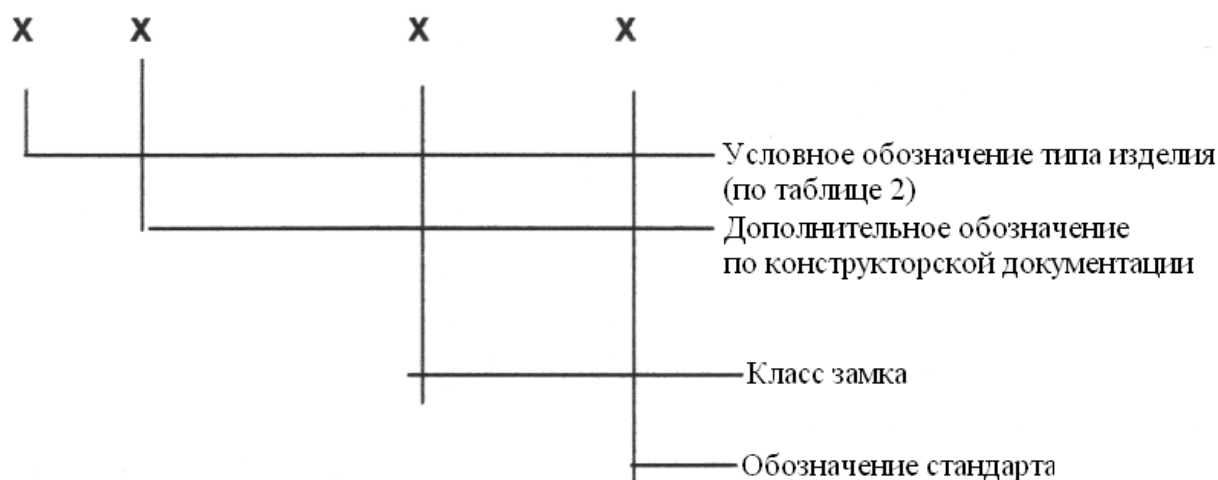 X X X X
Условное обозначение типа изделия
(по таблице 2)
Дополнительное обозначение
по конструкторской документации
Класс замка
Обозначение стандарта